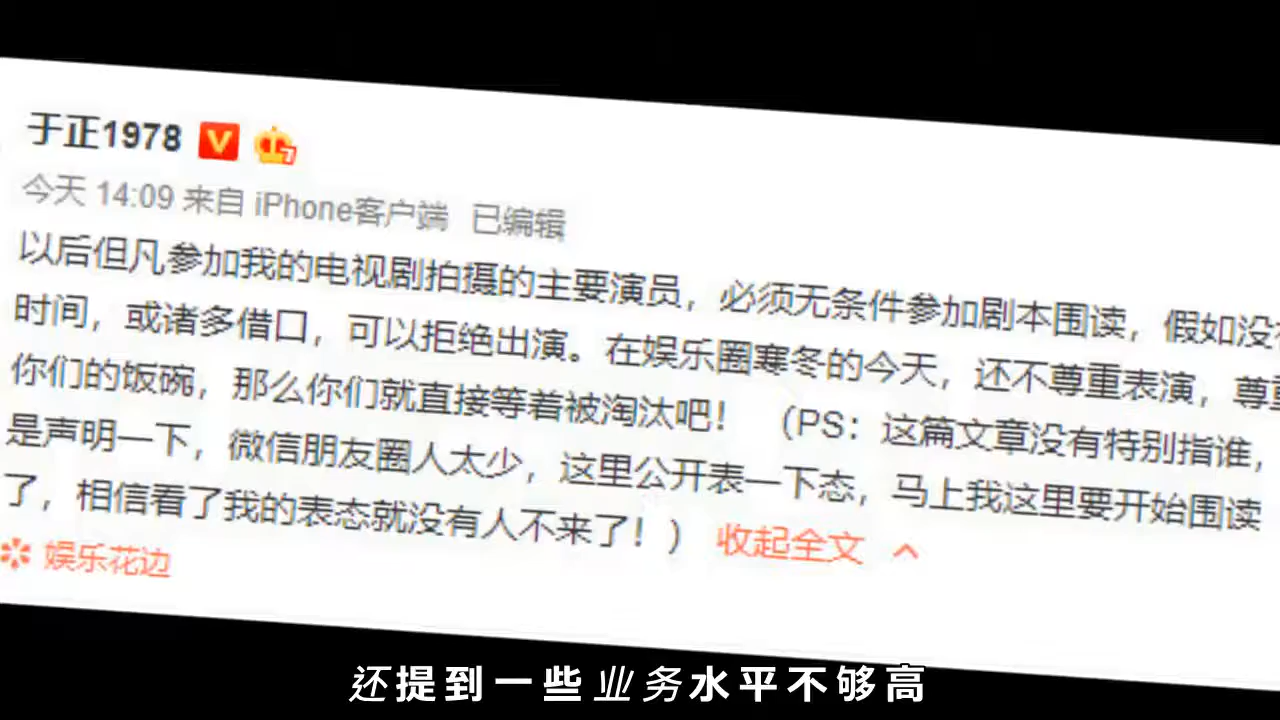 于正1978
今天 14:09 来自 iPhone客户端 已编辑
以后但凡参加我的电视剧拍摄的主要演员，必须无条件参加剧本围读，假如没
时间，或诸多借口，可以拒绝出演。在娱乐圈寒冬的今天，还不尊重表演，尊
你们的饭碗，那么你们就直接等着被淘汰吧！ （PS：这篇文章没有特别指谁，
是声明一下，微信朋友圈人太少，这里公开表一下态，马上我这里要开始围读
了，相信看了我的表态就没有人不来了！） 收起全文
娱乐花边
还提到一些业务水平不够高